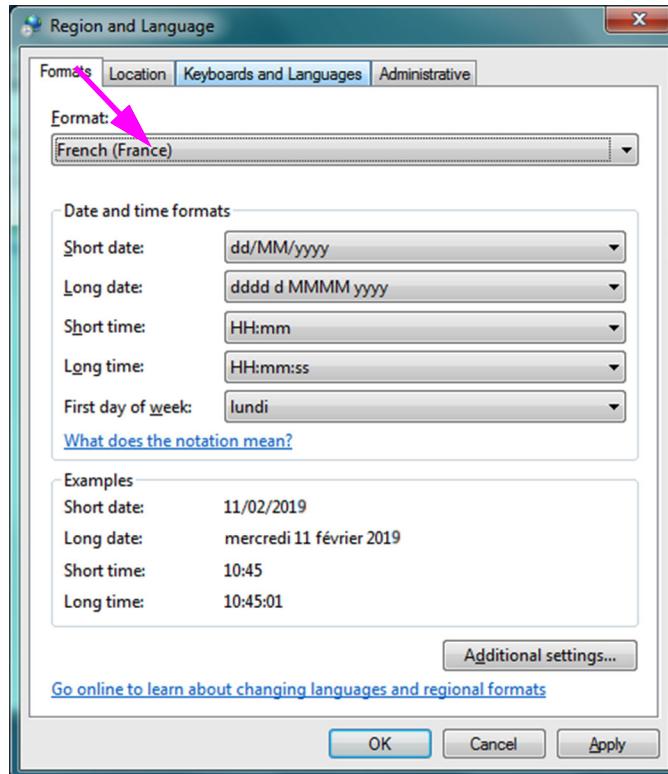 Region and Language
Formats Location Keyboards and Languages Administrative
Format:
French (France)
Date and time formats
Short date: dd/MM/yyyy
Long date: dddd d MMMM yyyy
Short time: HH:mm
Long time: HH:mm:ss
First day of week: lundi
What does the notation mean?
Examples
Short date: 11/02/2019
Long date: mercredi 11 février 2019
Short time: 10:45
Long time: 10:45:01
Additional settings...
Go online to learn about changing languages and regional formats
OK Cancel Apply